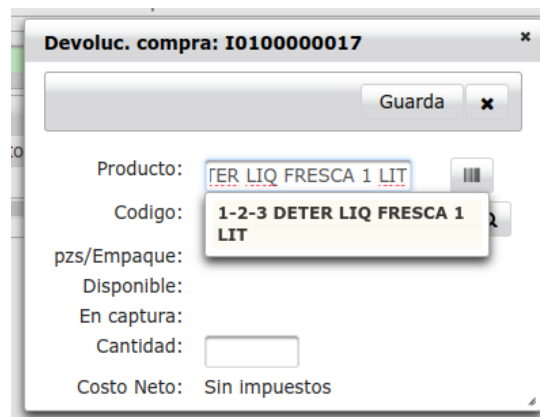 Devoluc. compra: I0100000017
Guarda
Producto: TER LIQ FRESCA 1 LIT
Codigo:
1-2-3 DETER LIQ FRESCA 1
LIT
pzs/Empaque:
Disponible:
En captura:
Cantidad:
Costo Neto: Sin impuestos